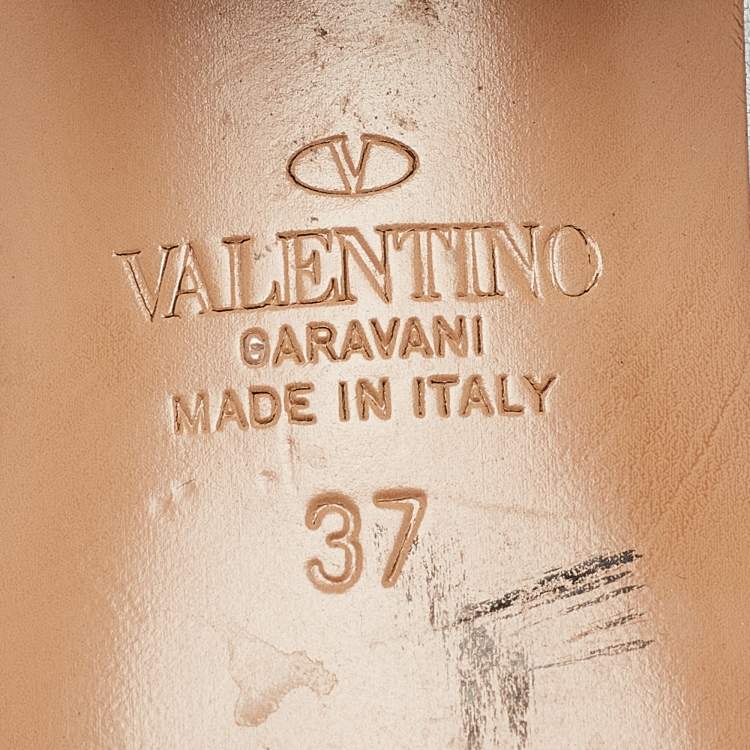 V
VALENTINO
GARAVANI
MADE IN ITALY
37